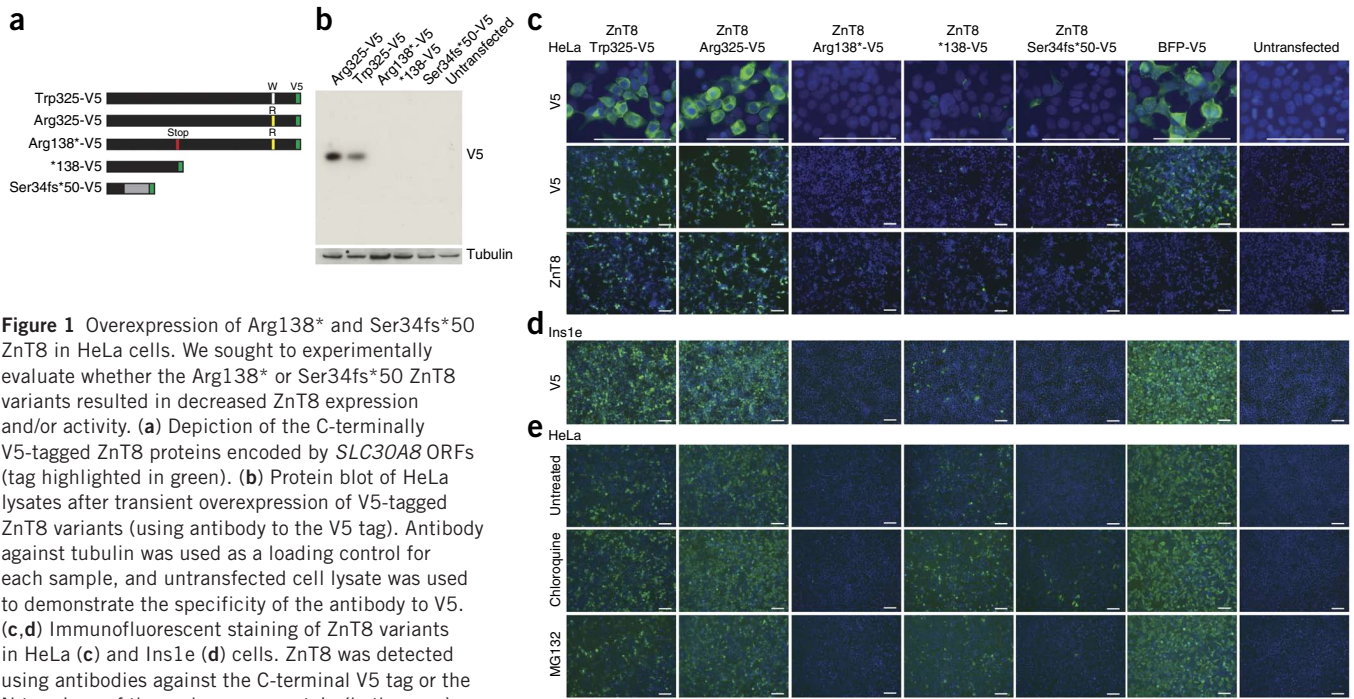 a
Trp325-V5
W
V5
Arg325-V5
R
Arg138*-V5
Stop
R
*138-V5
Ser34fs*50-V5
b
Arg325-V5
Trp325-V5
Arg138*-V5
*138-V5
Ser34fs*50-V5
Untransfected
V5
Tubulin
c
HeLa
ZnT8 Trp325-V5
ZnT8 Arg325-V5
ZnT8 Arg138*-V5
ZnT8 *138-V5
ZnT8 Ser34fs*50-V5
BFP-V5
Untransfected
V5
V5
ZnT8
d
Ins1e
V5
e
HeLa
Untreated
Chloroquine
MG132
Figure 1 Overexpression of Arg138* and Ser34fs*50
ZnT8 in HeLa cells. We sought to experimentally
evaluate whether the Arg138* or Ser34fs*50 ZnT8
variants resulted in decreased ZnT8 expression
and/or activity. (a) Depiction of the C-terminally
V5-tagged ZnT8 proteins encoded by SLC30A8 ORFs
(tag highlighted in green). (b) Protein blot of HeLa
lysates after transient overexpression of V5-tagged
ZnT8 variants (using antibody to the V5 tag). Antibody
against tubulin was used as a loading control for
each sample, and untransfected cell lysate was used
to demonstrate the specificity of the antibody to V5.
(c,d) Immunofluorescent staining of ZnT8 variants
in HeLa (c) and Ins1e (d) cells. ZnT8 was detected
using antibodies against the C-terminal V5 tag or the